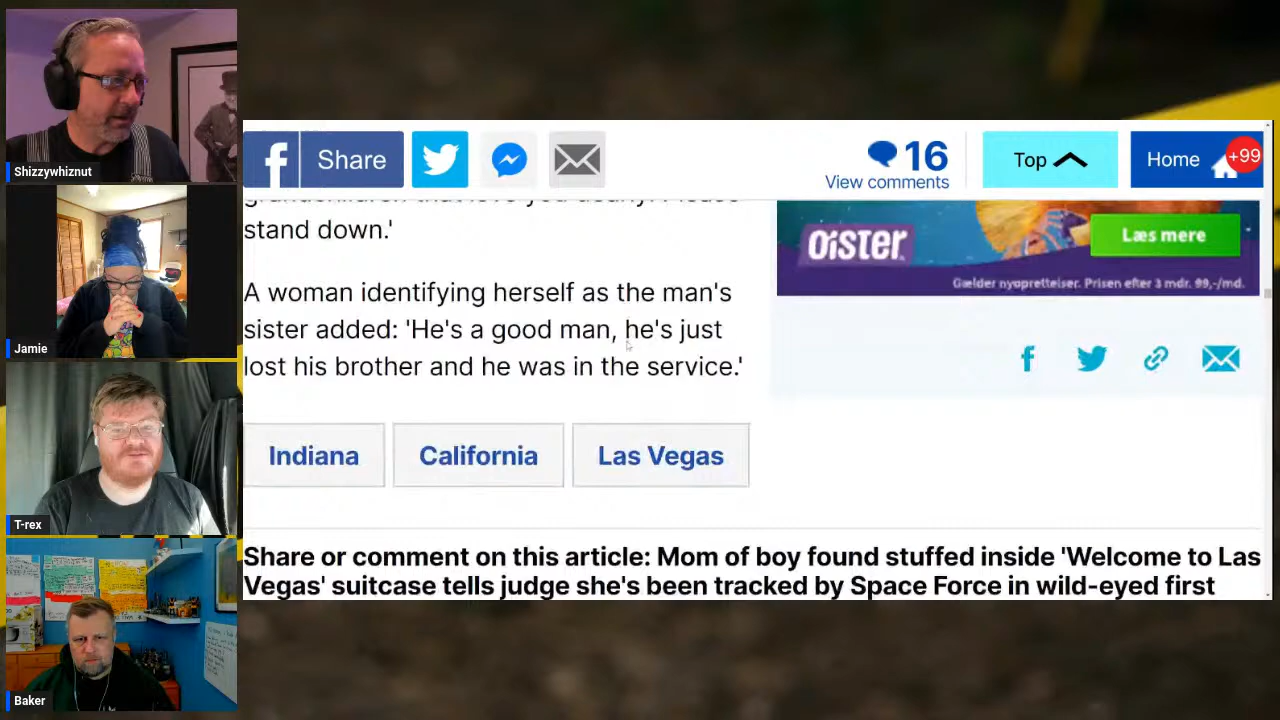 Shizzywhiznut
Jamie
T-rex
Baker
Share
16
View comments
Top
Home
+99
stand down.'
A woman identifying herself as the man's
sister added: 'He's a good man, he's just
lost his brother and he was in the service.'
Indiana
California
Las Vegas
Share or comment on this article: Mom of boy found stuffed inside 'Welcome to Las
Vegas' suitcase tells judge she's been tracked by Space Force in wild-eyed first
OiSTER
Læs mere
Gælder nyoprettelser. Prisen efter 3 mdr. 99,-/md.